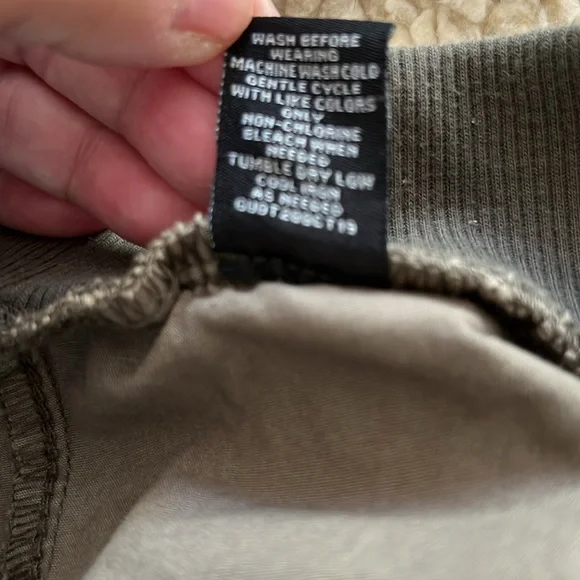 WASH BEFORE
WEARING
MACHINE WASH COLD
GENTLE CYCLE
WITH LIKE COLORS
ONLY
NON-CHLORINE
BLEACH WHEN
NEEDED
TUMBLE DRY LOW
COOL IRON
AS NEEDED